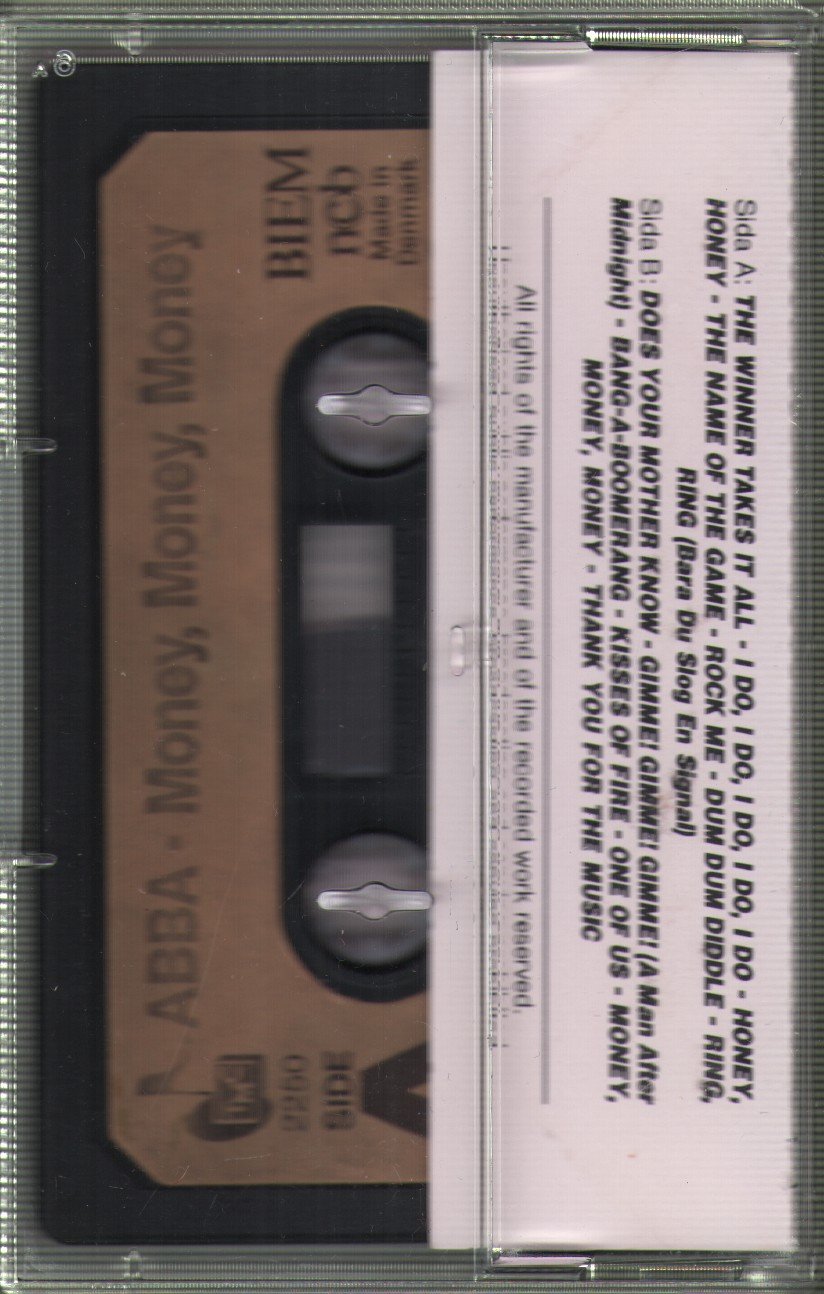 Sida A: THE WINNER TAKES IT ALL - I DO, I DO, I DO, I DO, I DO - HONEY,
HONEY - THE NAME OF THE GAME - ROCK ME - DUM DUM DIDDLE - RING,
RING (Bara Du Slog En Signal)
Sida B: DOES YOUR MOTHER KNOW - GIMME! GIMME! GIMME! (A Man After
Midnight) - BANG-A-BOOMERANG - KISSES OF FIRE - ONE OF US - MONEY,
MONEY, MONEY - THANK YOU FOR THE MUSIC
All rights of the manufacturer and of the recorded work reserved.
ABBA - Money, Money, Money
BIEM
ncb
Made in
Denmark
2250
SIDE
A